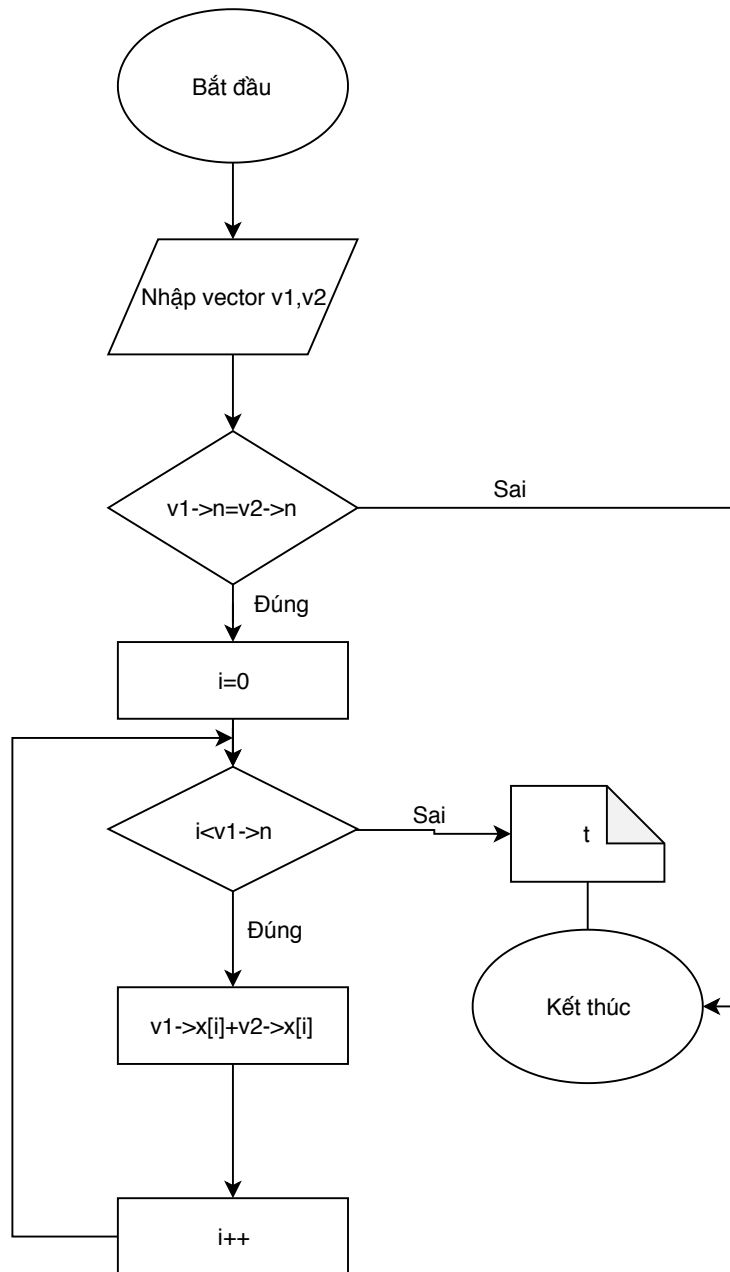 Bắt đầu
Nhập vector v1,v2
v1->n=v2->n
Sai
Đúng
i=0
i<v1->n
Sai
t
Đúng
v1->x[i]+v2->x[i]
Kết thúc
i++